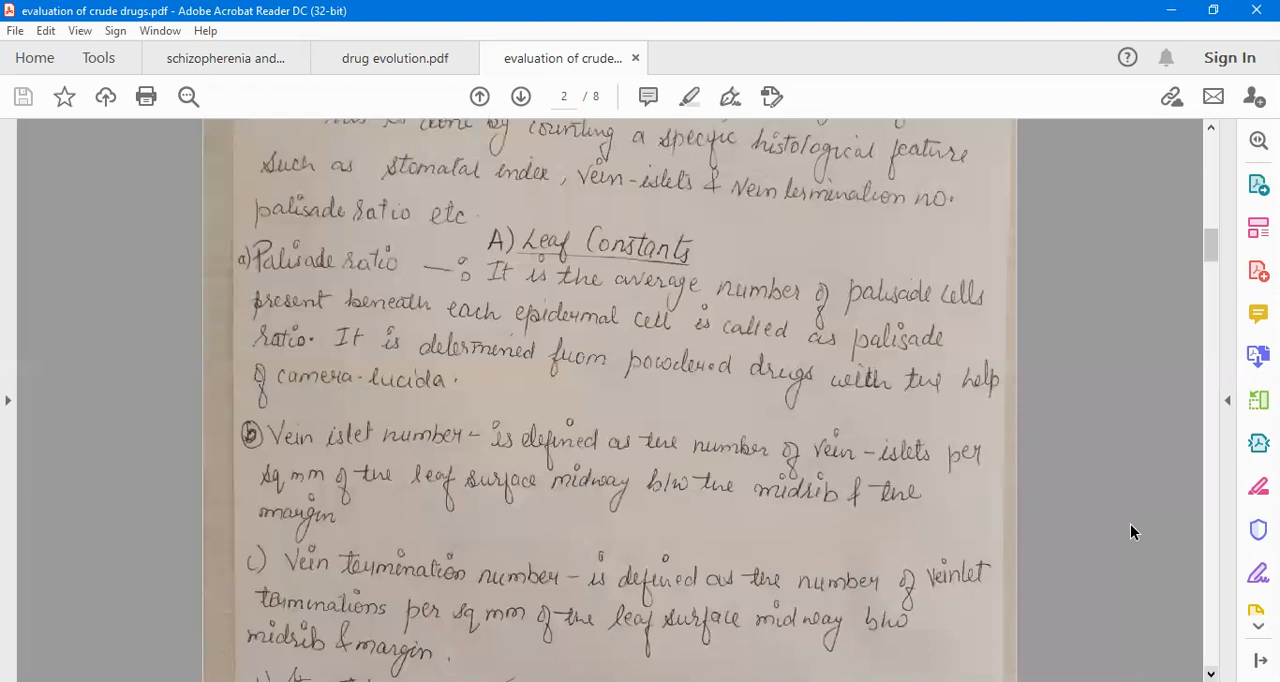 evaluation of crude drugs.pdf - Adobe Acrobat Reader DC (32-bit)
File Edit View Sign Window Help
Home Tools schizopherenia and... drug evolution.pdf evaluation of crude... × Sign In
2 / 8
This is done by counting a specific histological feature
such as stomatal index, vein-islets & vein termination no.
palisade ratio etc.
A) Leaf Constants
a) Palisade ratio —: It is the average number of palisade cells
present beneath each epidermal cell is called as palisade
ratio. It is determined from powdered drugs with the help
of camera-lucida.
b) Vein islet number - is defined as the number of vein-islets per
sq mm of the leaf surface midway b/w the midrib & the
margin
c) Vein termination number - is defined as the number of veinlet
terminations per sq mm of the leaf surface midway b/w
midrib & margin.